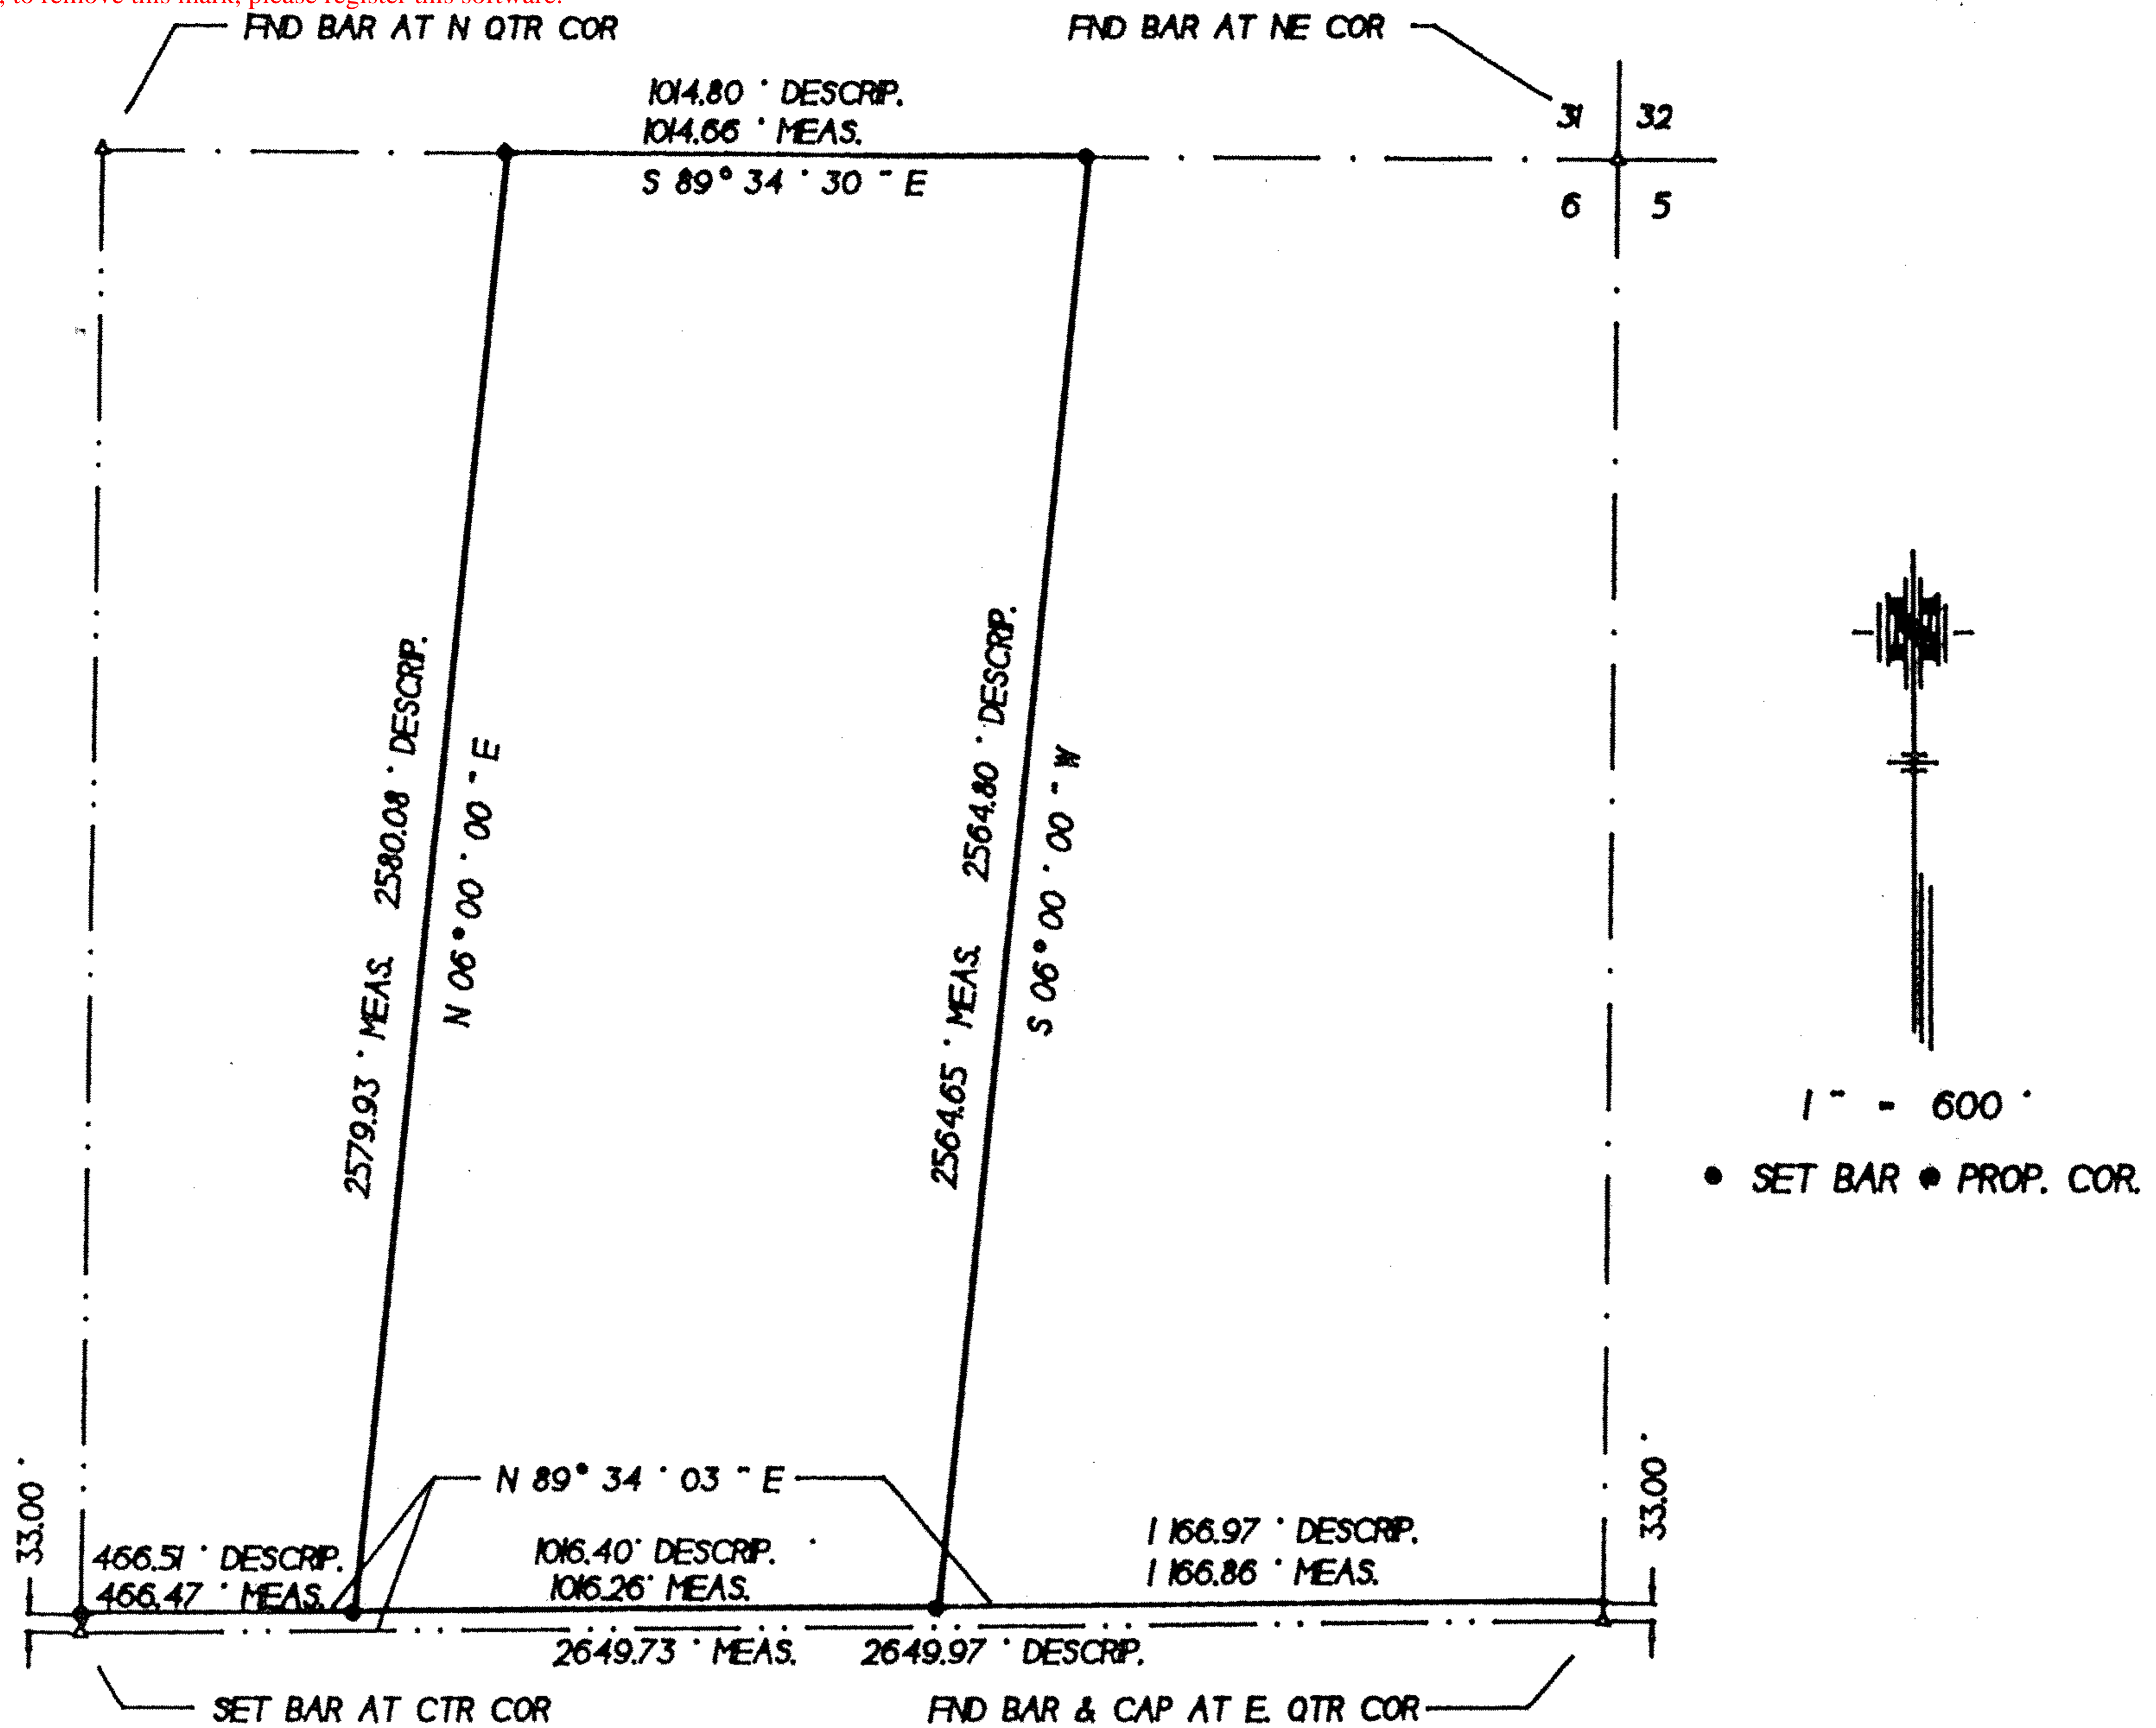 , to remove this mark, please register this software.
FND BAR AT N QTR COR
FND BAR AT NE COR
1014.80 ' DESCRIP.
1014.66 ' MEAS.
S 89° 34 ' 30 " E
31 32
6 5
2579.93 ' MEAS. 2580.08 ' DESCRIP.
N 06° 00 ' 00 " E
2564.65 ' MEAS. 2564.80 ' DESCRIP.
S 06° 00 ' 00 " W
N
1 " = 600 '
● SET BAR @ PROP. COR.
33.00 '
N 89° 34 ' 03 " E
33.00 '
466.51 ' DESCRIP.
466.47 ' MEAS.
1016.40' DESCRIP.
1016.26' MEAS.
1166.97 ' DESCRIP.
1166.86 ' MEAS.
2649.73 ' MEAS. 2649.97 ' DESCRIP.
SET BAR AT CTR COR
FND BAR & CAP AT E. QTR COR